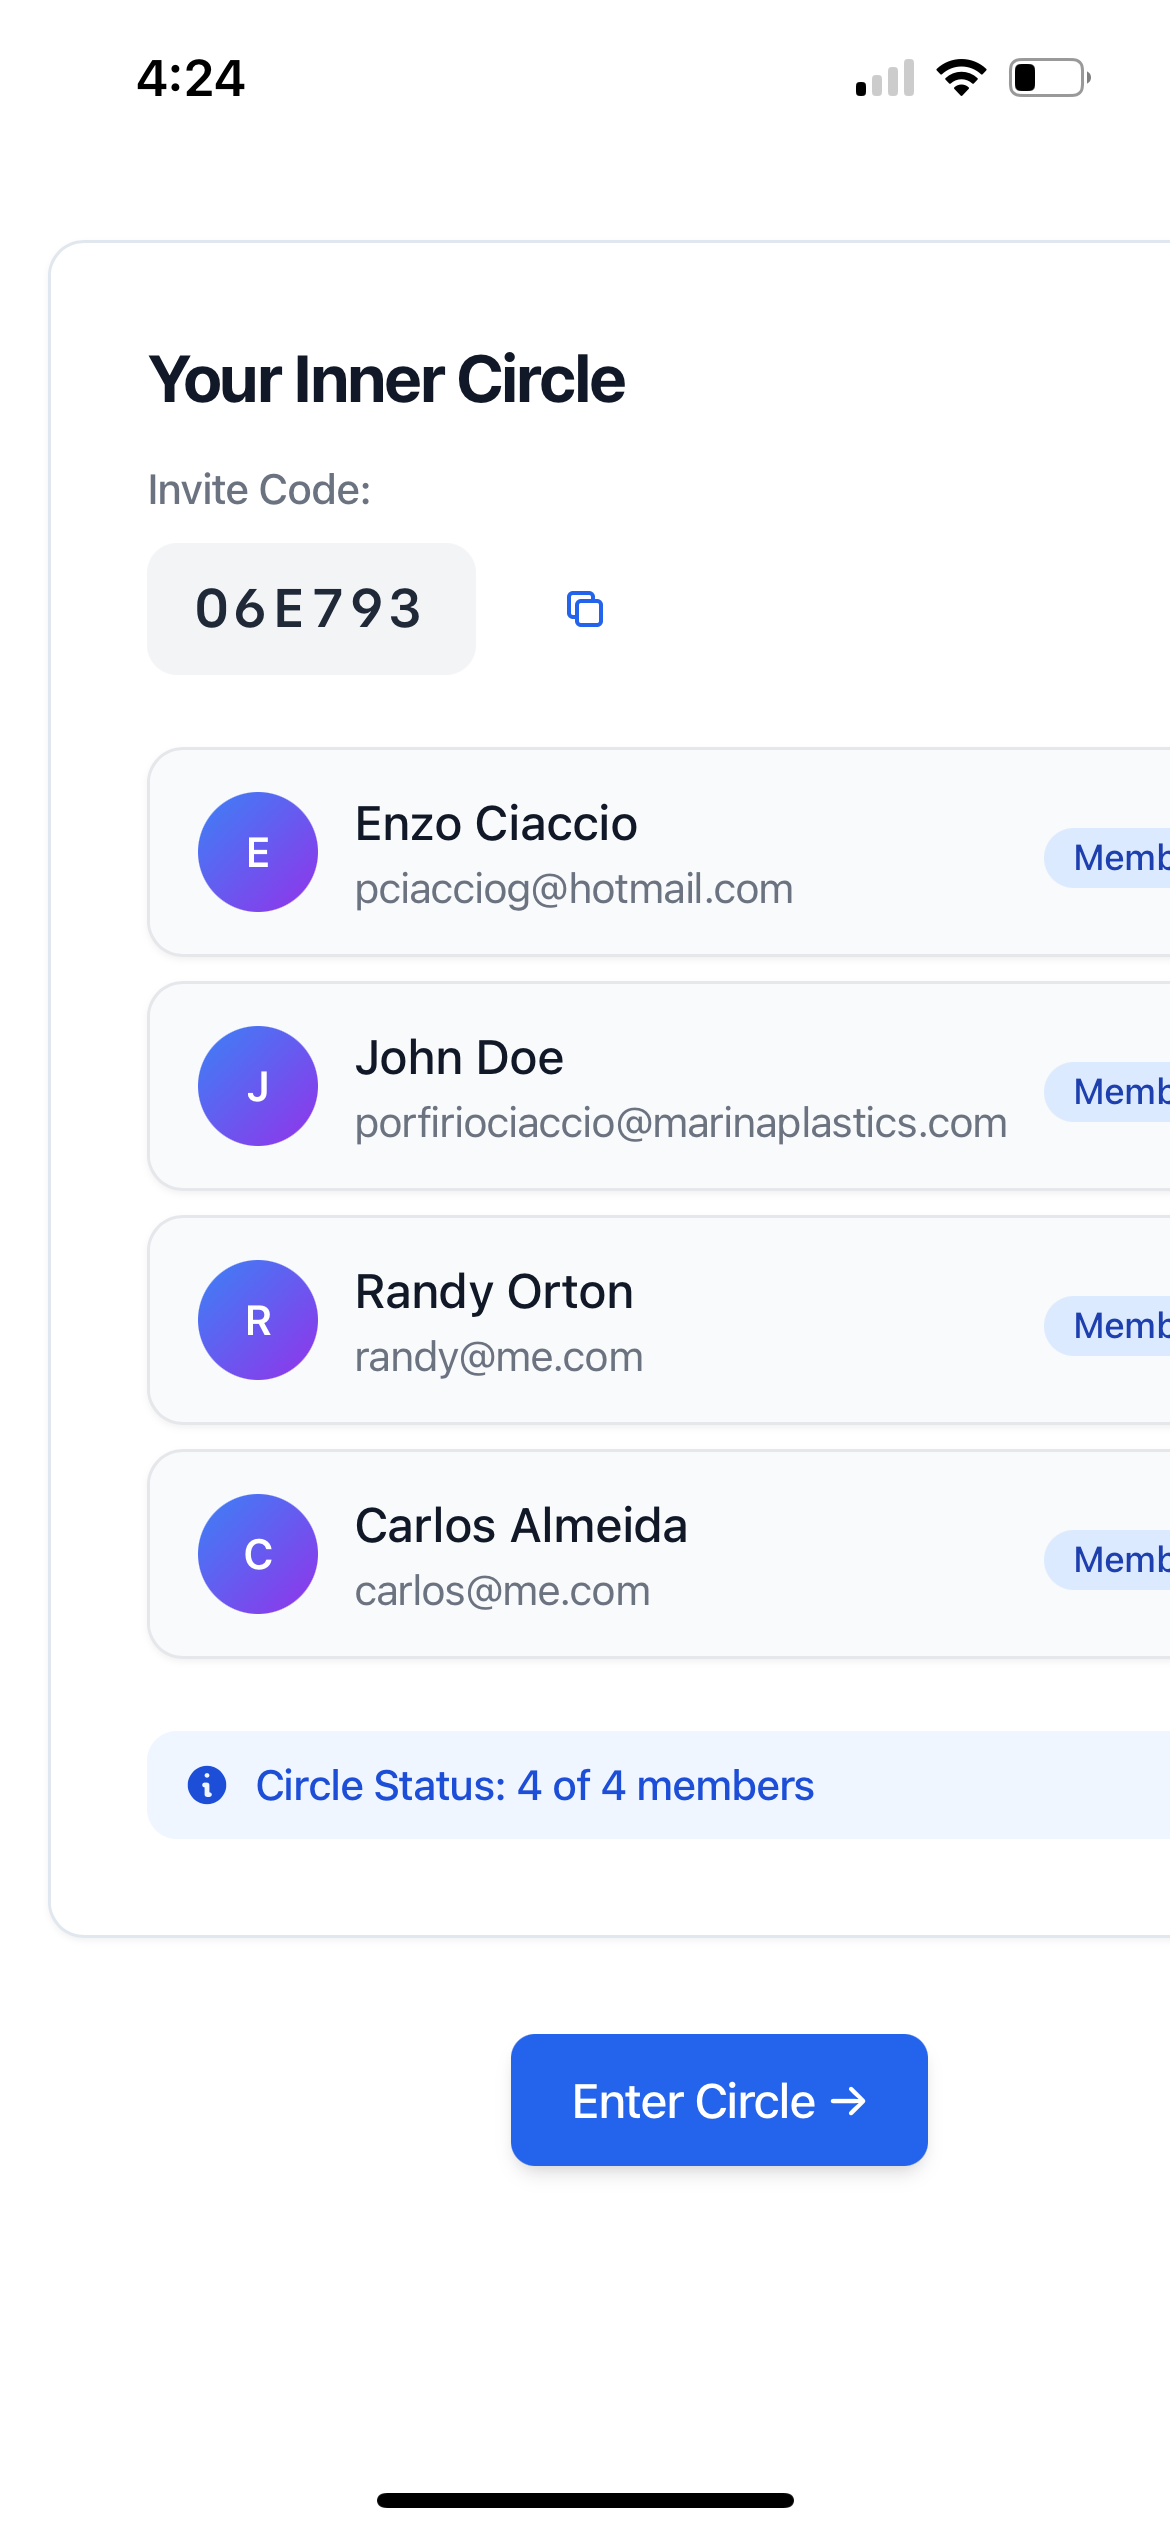 4:24
Your Inner Circle
Invite Code:
06E793
E
Enzo Ciaccio
pciacciog@hotmail.com
Memb
J
John Doe
porfiriociaccio@marinaplastics.com
Memb
R
Randy Orton
randy@me.com
Memb
C
Carlos Almeida
carlos@me.com
Memb
Circle Status: 4 of 4 members
Enter Circle →